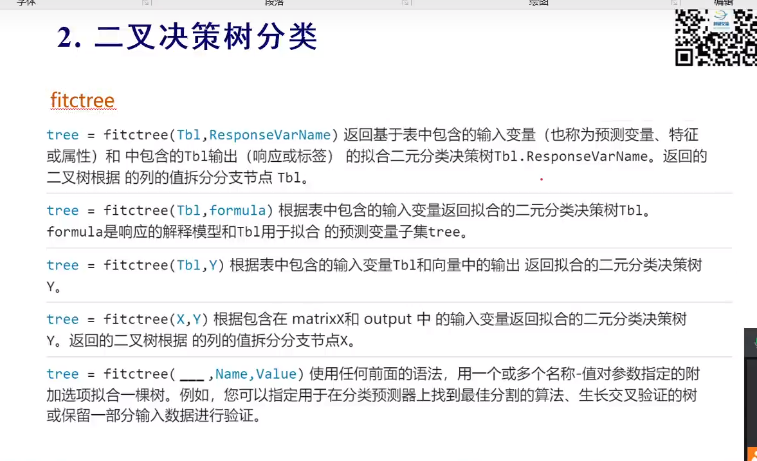 字体
段落
绘图
编辑
2. 二叉决策树分类
fitctree
tree = fitctree(Tbl,ResponseVarName) 返回基于表中包含的输入变量（也称为预测变量、特征
或属性）和 中包含的Tbl输出（响应或标签） 的拟合二元分类决策树Tbl.ResponseVarName。返回的
二叉树根据 的列的值拆分分支节点 Tbl。
tree = fitctree(Tbl,formula) 根据表中包含的输入变量返回拟合的二元分类决策树Tbl。
formula是响应的解释模型和Tbl用于拟合 的预测变量子集tree。
tree = fitctree(Tbl,Y) 根据表中包含的输入变量Tbl和向量中的输出 返回拟合的二元分类决策树
Y。
tree = fitctree(X,Y) 根据包含在 matrixX和 output 中 的输入变量返回拟合的二元分类决策树
Y。返回的二叉树根据 的列的值拆分分支节点X。
tree = fitctree(___,Name,Value) 使用任何前面的语法，用一个或多个名称-值对参数指定的附
加选项拟合一棵树。例如，您可以指定用于在分类预测器上找到最佳分割的算法、生长交叉验证的树
或保留一部分输入数据进行验证。